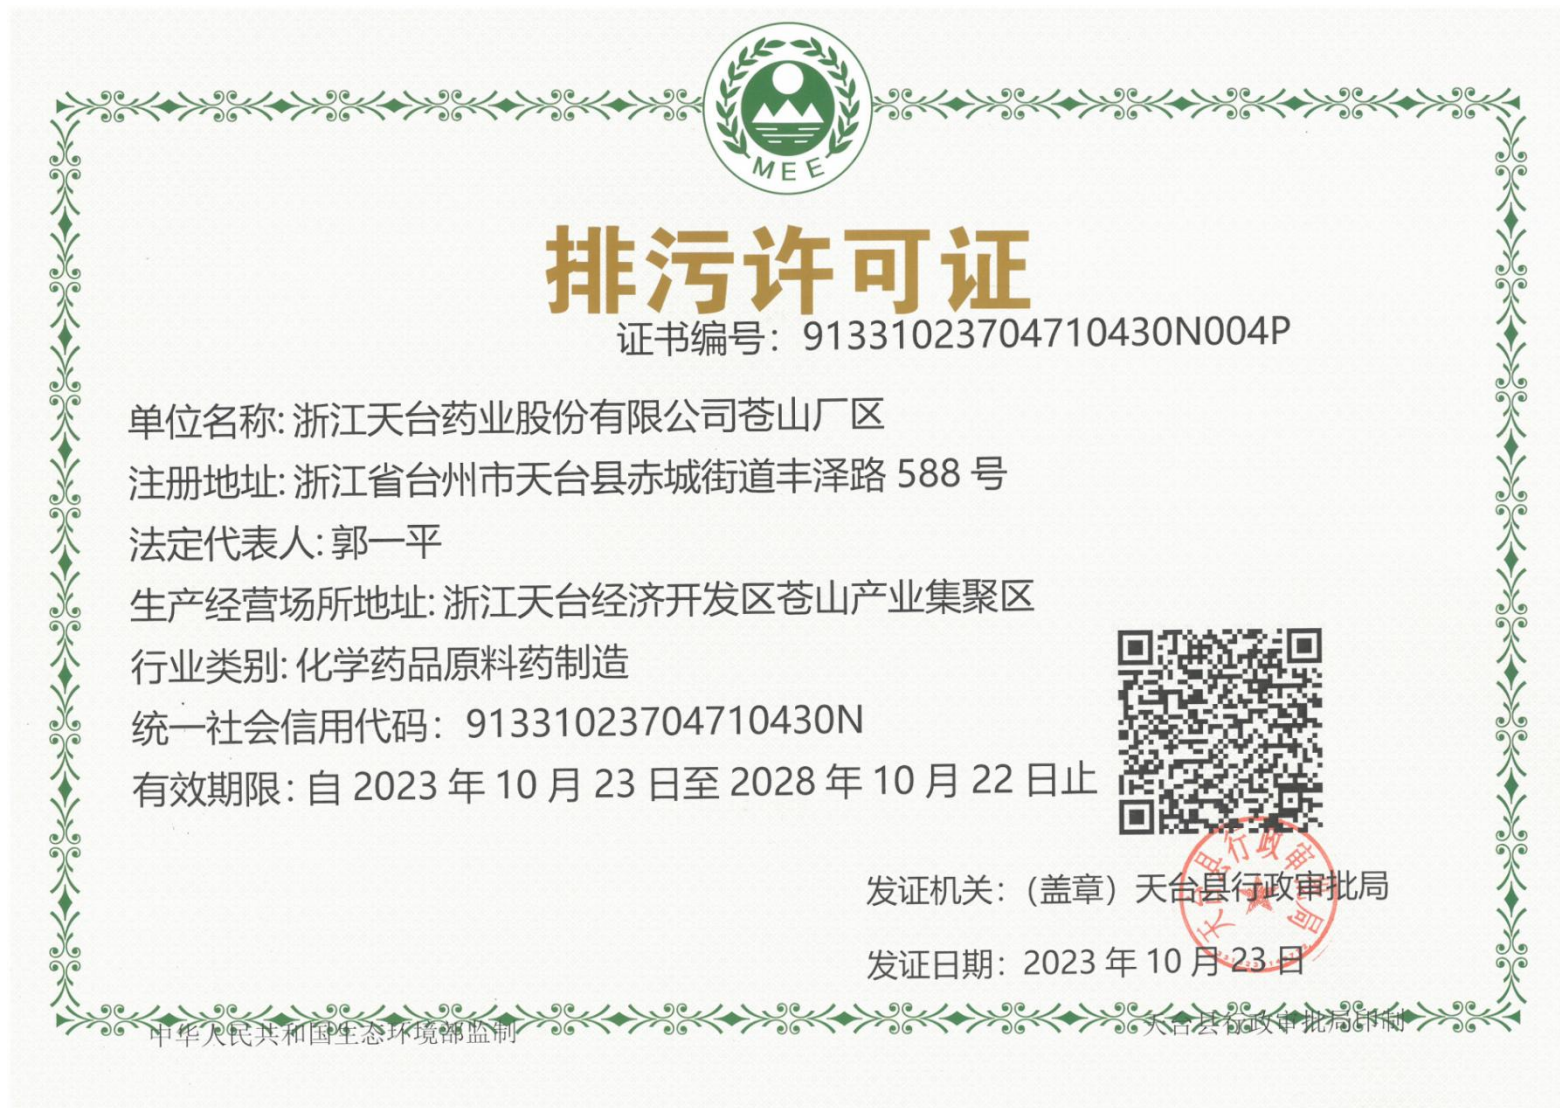 MEE
排污许可证
证书编号：91331023704710430N004P
单位名称: 浙江天台药业股份有限公司苍山厂区
注册地址: 浙江省台州市天台县赤城街道丰泽路 588 号
法定代表人: 郭一平
生产经营场所地址: 浙江天台经济开发区苍山产业集聚区
行业类别: 化学药品原料药制造
统一社会信用代码：91331023704710430N
有效期限: 自 2023 年 10 月 23 日至 2028 年 10 月 22 日止
天台县行政审批局
发证机关：（盖章）天台县行政审批局
发证日期：2023 年 10 月 23 日
中华人民共和国生态环境部监制
天台县行政审批局印制